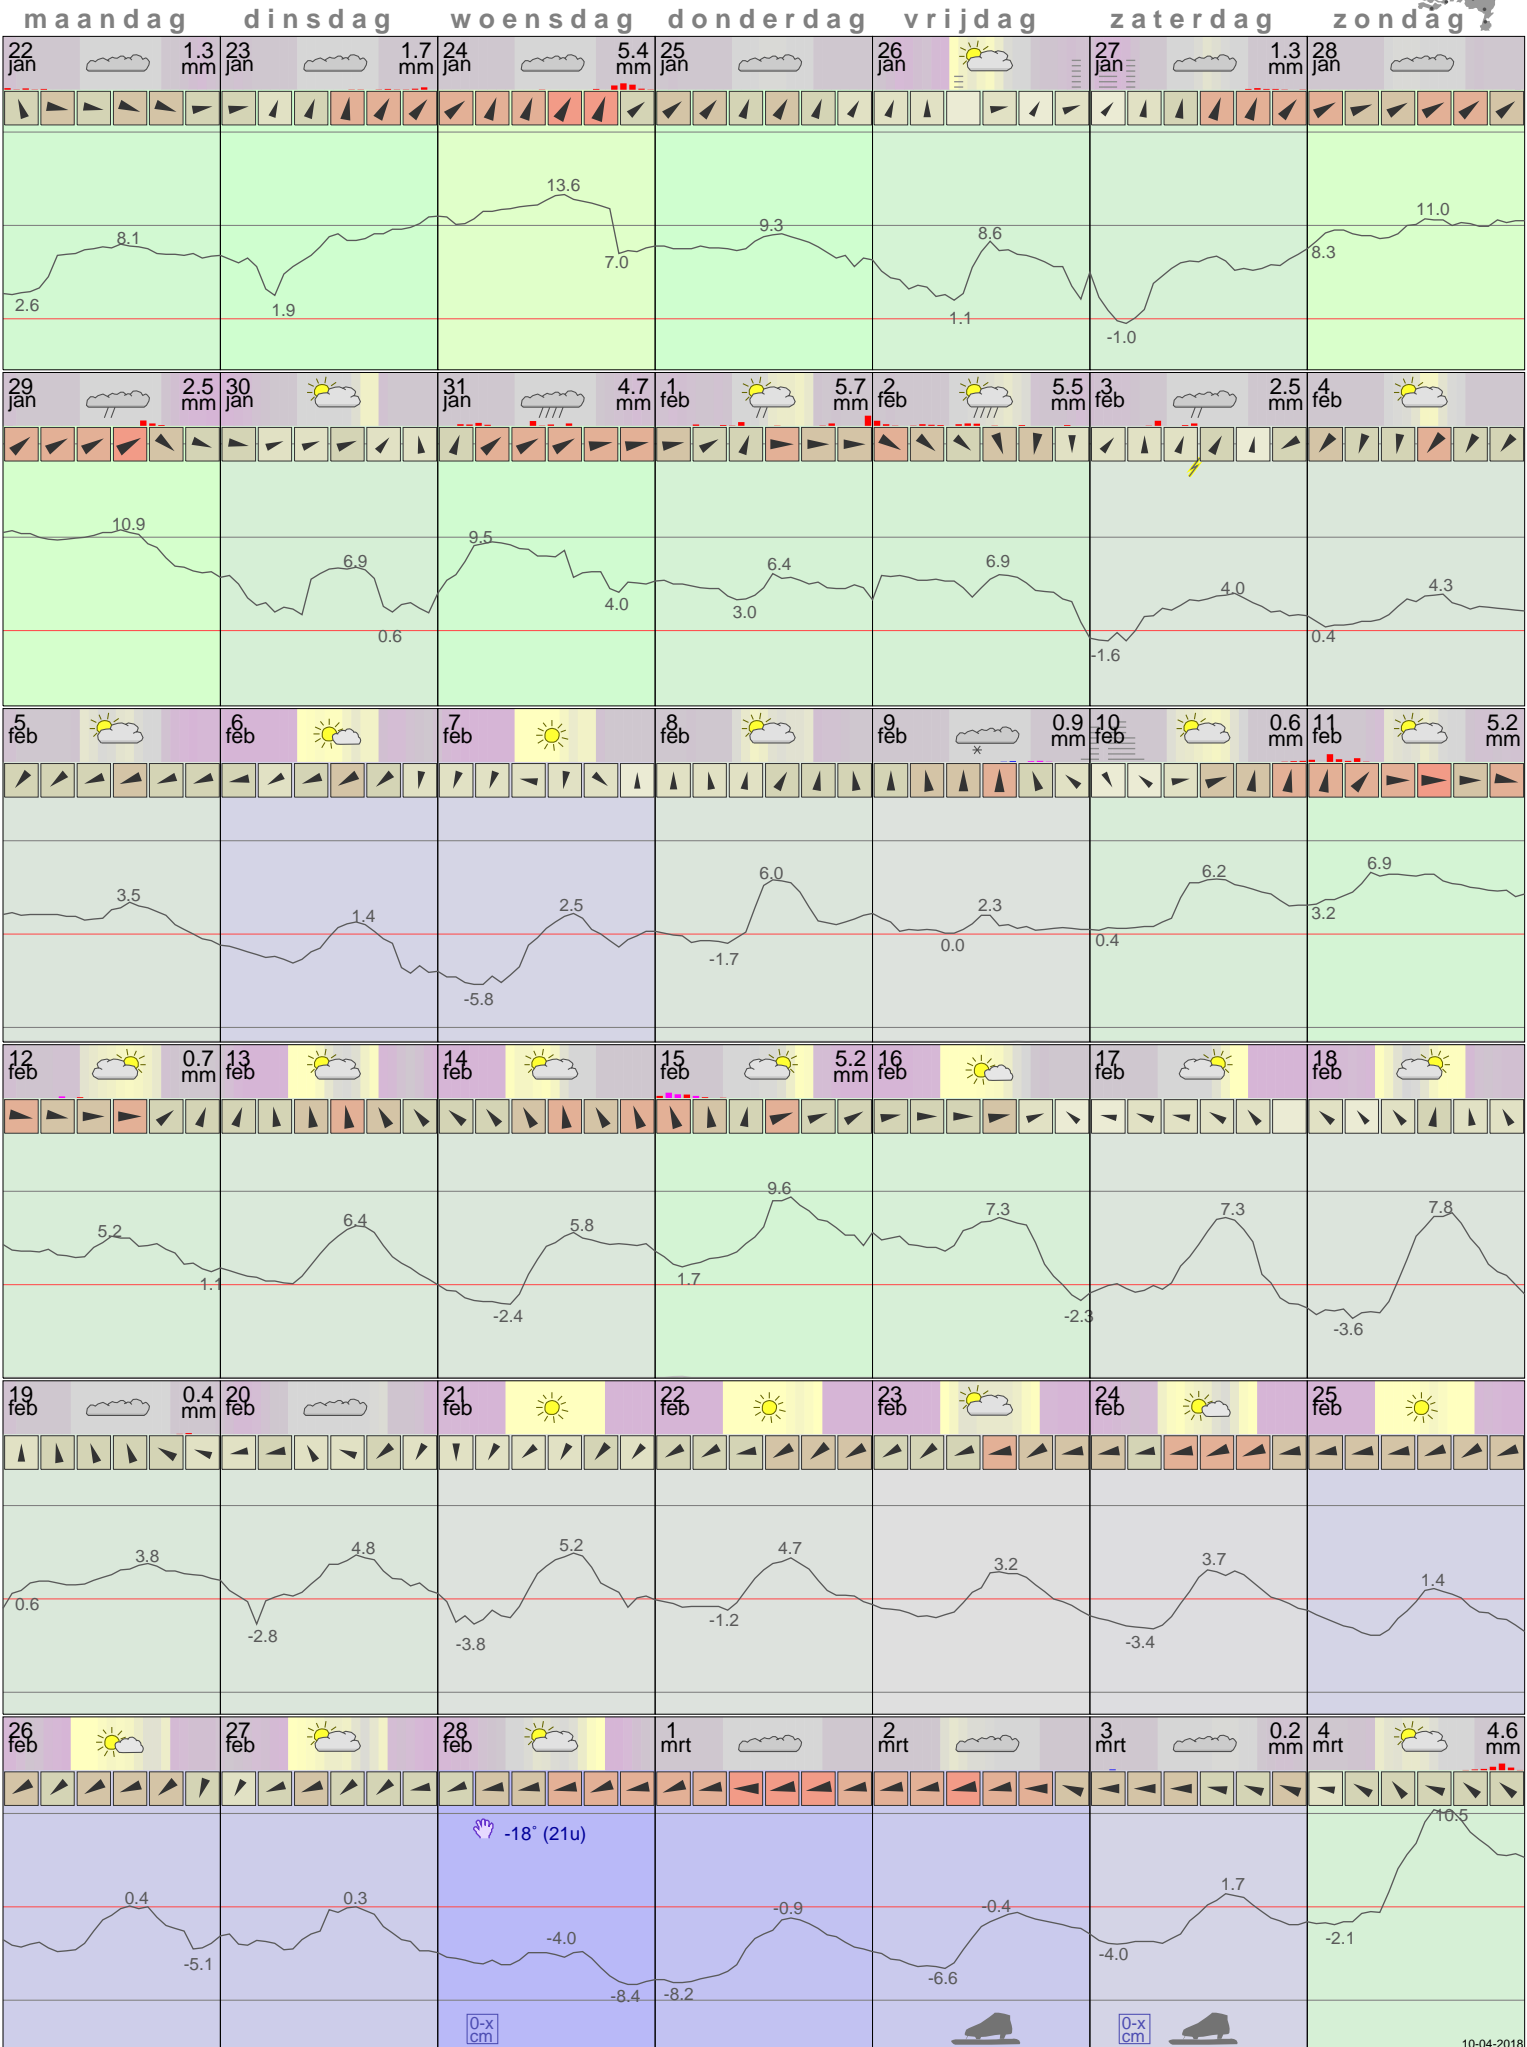 maandag dinsdag woensdag donderdag vrijdag zaterdag zondag
22 1.3 23 1.7 24 5.4 25 26 27 1.3 28
jan mm jan mm jan mm jan jan jan mm jan
13.6
8.1 9.3 8.6 11.0
7.0 8.3
2.6 1.9 1.1
-1.0
29 2.5 30 31 4.7 1 5.7 2 5.5 3 2.5 4
jan mm jan jan mm feb mm feb mm feb mm feb
10.9 9.5
6.9 6.4 6.9
4.0 3.0 4.0 4.3
0.6 -1.6 0.4
5 6 7 8 9 0.9 10 0.6 11 5.2
feb feb feb feb feb mm feb mm feb mm
3.5 1.4 2.5 6.0 2.3 6.2 6.9
3.2
-5.8 -1.7 0.0 0.4
12 0.7 13 14 15 5.2 16 17 18
feb mm feb feb feb mm feb feb feb
9.6
5.2 6.4 5.8 7.3 7.3 7.8
1.1 1.7
-2.4 -2.3 -3.6
19 0.4 20 21 22 23 24 25
feb mm feb feb feb feb feb feb
3.8 4.8 5.2 4.7 3.2 3.7 1.4
0.6
-2.8 -3.8 -1.2 -3.4
26 27 28 1 2 3 0.2 4 4.6
feb feb feb mrt mrt mrt mm mrt mm
10.5
-18° (21u)
0.4 0.3 -0.9 -0.4 1.7
-5.1 -4.0 -6.6 -4.0 -2.1
-8.4 -8.2
0-x 0-x
cm cm
10-04-2018